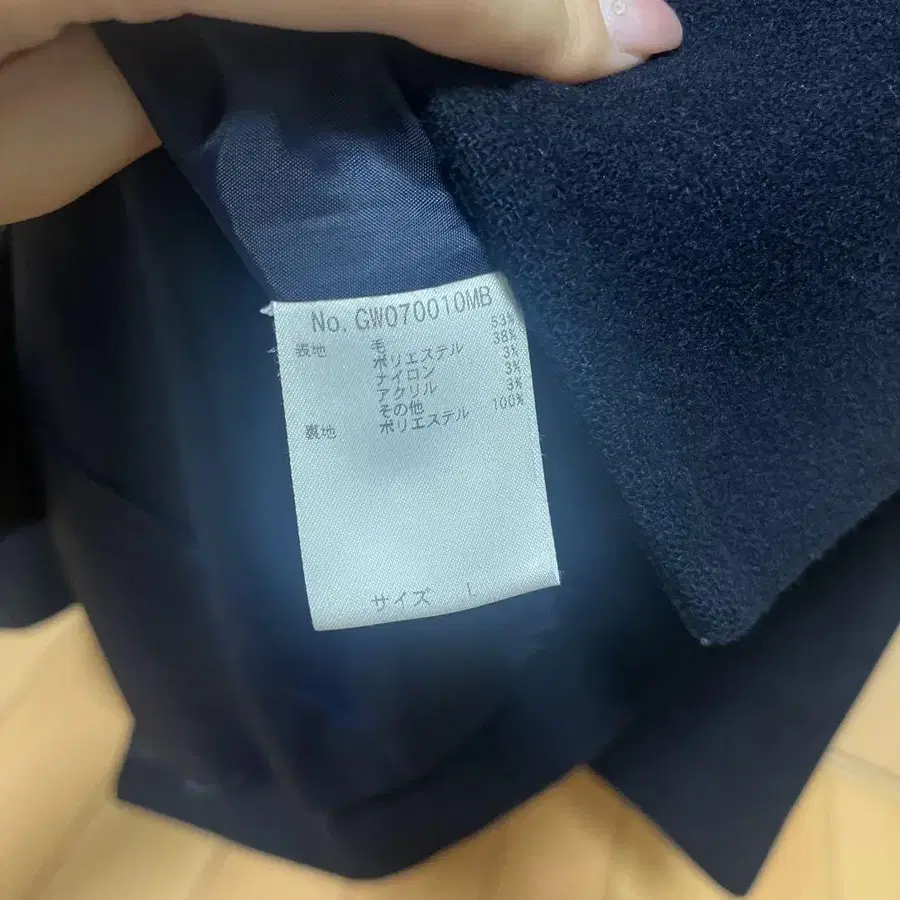 No. GW070010MB
表地 毛 53%
ポリエステル 38%
ナイロン 3%
アクリル 3%
その他 3%
裏地 ポリエステル 100%
サイズ L